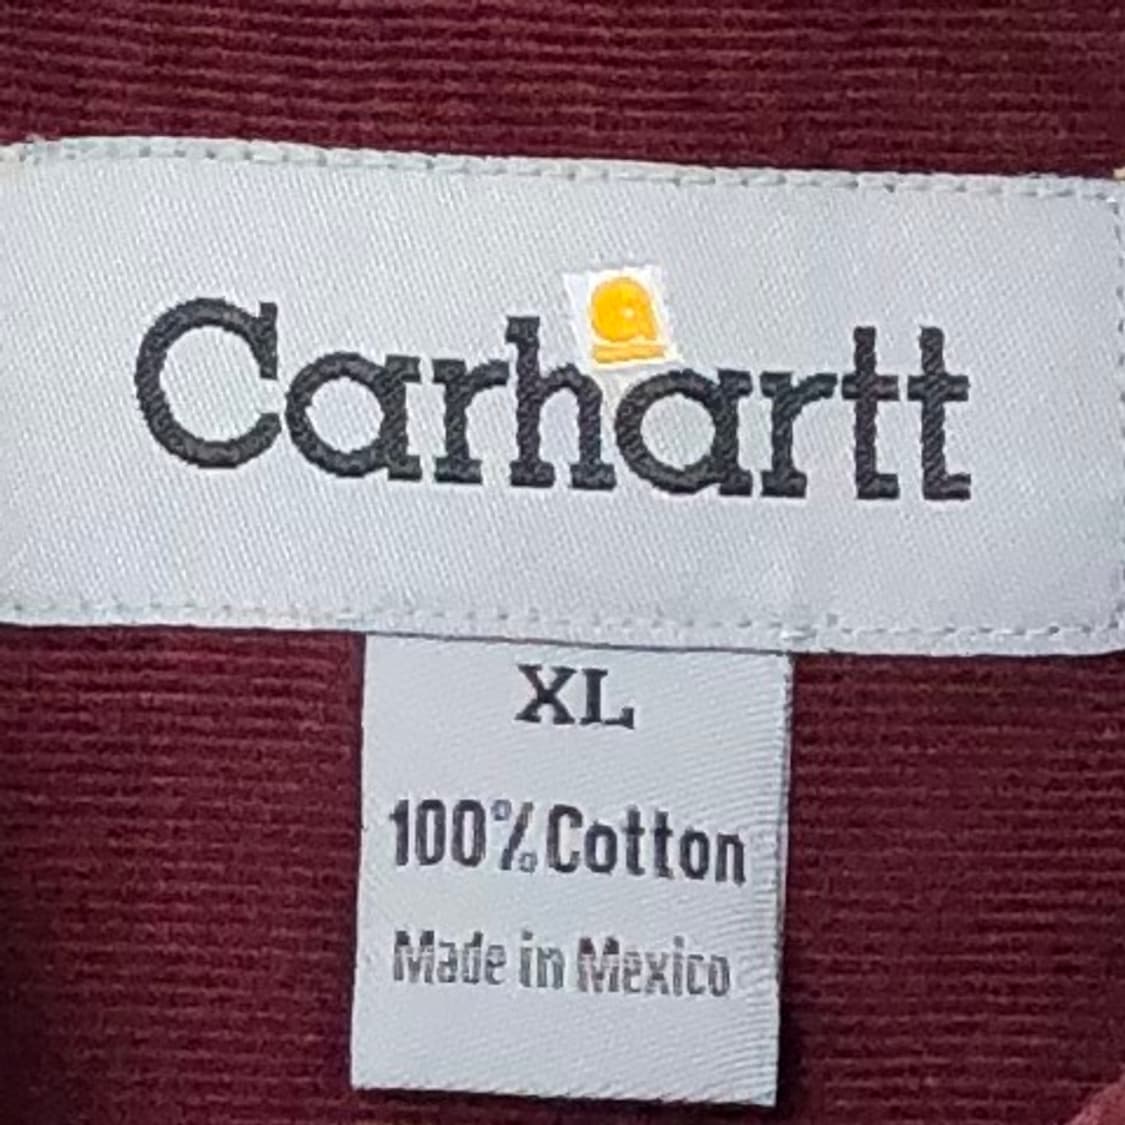 Carhartt
XL
100% Cotton
Made in Mexico